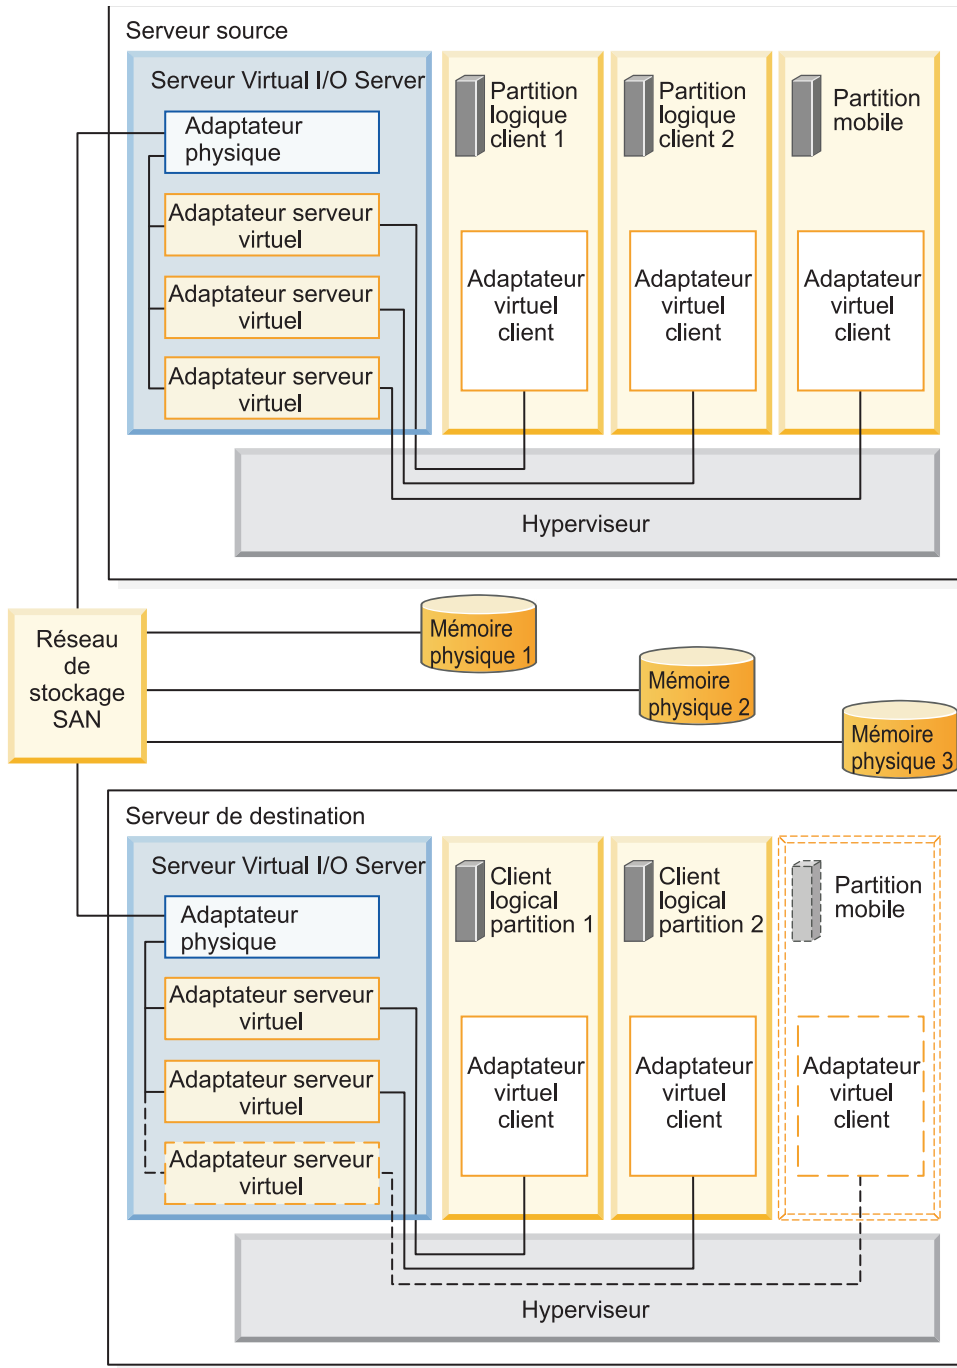 Serveur source
Serveur Virtual I/O Server
Adaptateur
physique
Adaptateur serveur
virtuel
Adaptateur serveur
virtuel
Adaptateur serveur
virtuel
Partition
logique
client 1
Adaptateur
virtuel
client
Partition
logique
client 2
Adaptateur
virtuel
client
Partition
mobile
Adaptateur
virtuel
client
Hyperviseur
Réseau
de
stockage
SAN
Mémoire
physique 1
Mémoire
physique 2
Mémoire
physique 3
Serveur de destination
Serveur Virtual I/O Server
Adaptateur
physique
Adaptateur serveur
virtuel
Adaptateur serveur
virtuel
Adaptateur serveur
virtuel
Client
logical
partition 1
Adaptateur
virtuel
client
Client
logical
partition 2
Adaptateur
virtuel
client
Partition
mobile
Adaptateur
virtuel
client
Hyperviseur